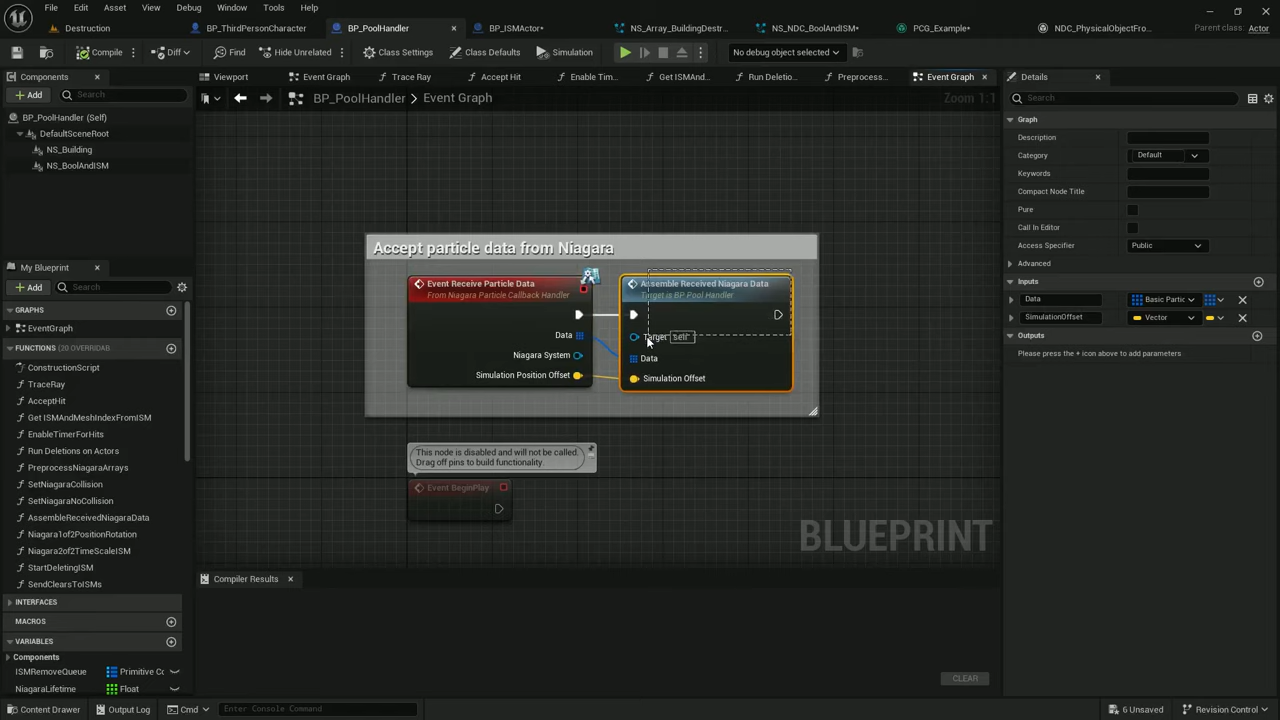 File Edit Asset View Debug Window Tools Help
Destruction BP_ThirdPersonCharacter BP_PoolHandler BP_ISMActor* NS_Array_BuildingDestr... NS_NDC_BoolAndISM* PCG_Example* NDC_PhysicalObjectFro... Parent class: Actor
Compile Diff Find Hide Unrelated Class Settings Class Defaults Simulation No debug object selected
Components Viewport Event Graph Trace Ray Accept Hit Enable Tim... Get ISMAnd... Run Deletio... Preprocess... Event Graph Details
Add Search
BP_PoolHandler > Event Graph Zoom 1:1
Search
BP_PoolHandler (Self)
DefaultSceneRoot
NS_Building
NS_BoolAndISM
My Blueprint
Add Search
GRAPHS
EventGraph
FUNCTIONS (20 OVERRIDAB
ConstructionScript
TraceRay
AcceptHit
Get ISMAndMeshIndexFromISM
EnableTimerForHits
Run Deletions on Actors
PreprocessNiagaraArrays
SetNiagaraCollision
SetNiagaraNoCollision
AssembleReceivedNiagaraData
Niagara1of2PositionRotation
Niagara2of2TimeScaleISM
StartDeletingISM
SendClearsToISMs
INTERFACES
MACROS
VARIABLES
Components
ISMRemoveQueue Primitive Co
NiagaraLifetime Float
Accept particle data from Niagara
Event Receive Particle Data
From Niagara Particle Callback Handler
Data
Niagara System
Simulation Position Offset
Assemble Received Niagara Data
Target is BP Pool Handler
Target self
Data
Simulation Offset
This node is disabled and will not be called.
Drag off pins to build functionality.
Event BeginPlay
BLUEPRINT
Compiler Results
CLEAR
Graph
Description
Category Default
Keywords
Compact Node Title
Pure
Call In Editor
Access Specifier Public
Advanced
Inputs
Data Basic Partic
SimulationOffset Vector
Outputs
Please press the + icon above to add parameters
Content Drawer Output Log Cmd Enter Console Command 6 Unsaved Revision Control